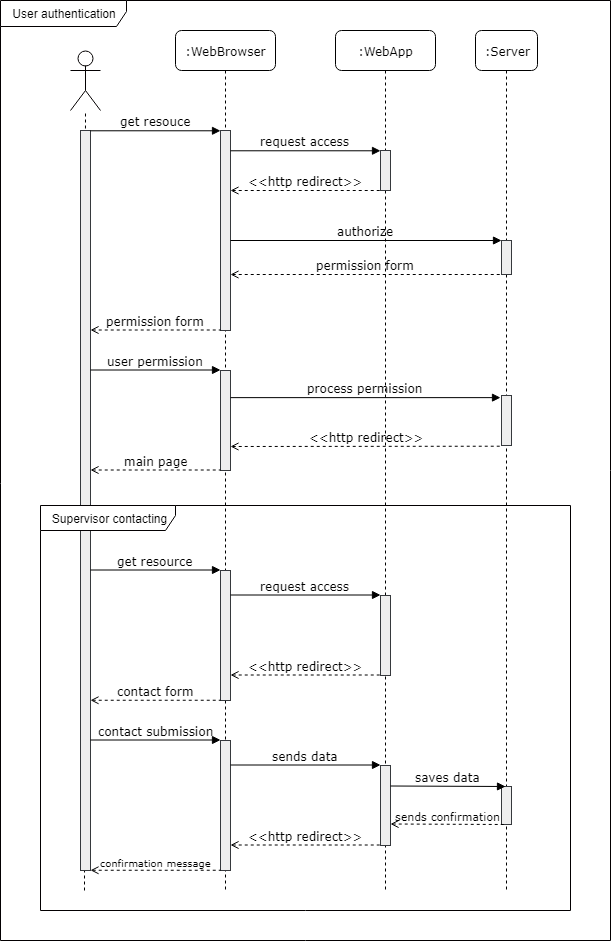 User authentication
:WebBrowser
:WebApp
:Server
get resouce
request access
<<http redirect>>
authorize
permission form
permission form
user permission
process permission
<<http redirect>>
main page
Supervisor contacting
get resource
request access
<<http redirect>>
contact form
contact submission
sends data
saves data
sends confirmation
<<http redirect>>
confirmation message